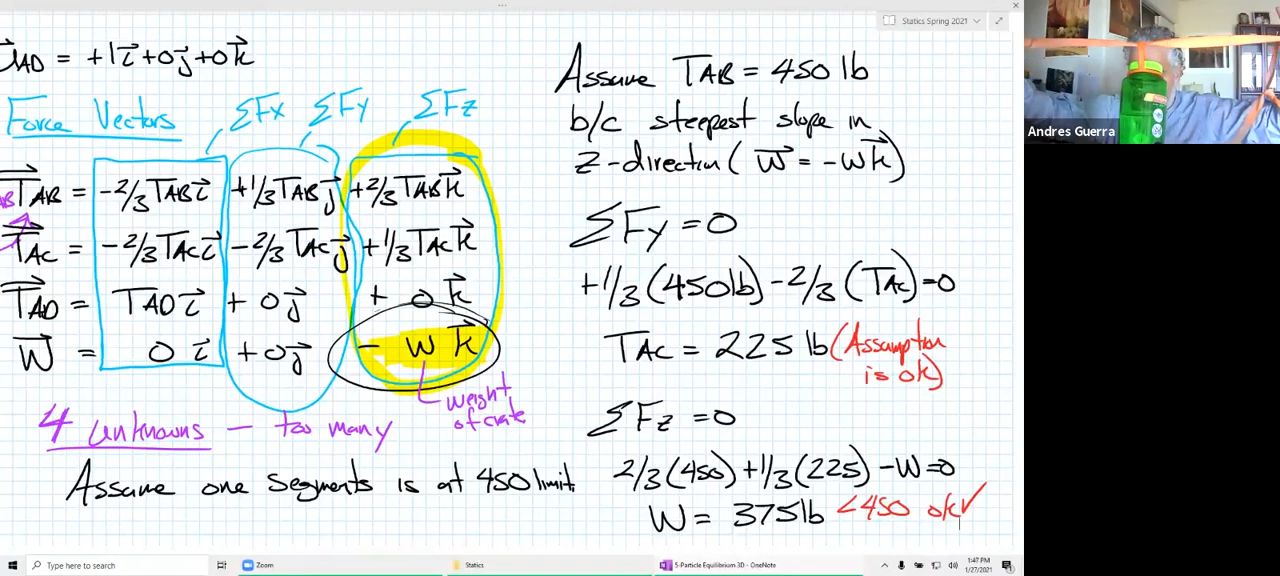 Statics Spring 2021
Andres Guerra
AD = +1i + 0j + 0k
Force Vectors ΣFx ΣFy ΣFz
TAB = -2/3 TAB i +1/3 TAB j +2/3 TAB k
TAC = -2/3 TAC i -2/3 TAC j +1/3 TAC k
TAD = TAD i + 0j + 0k
W = 0i + 0j - Wk
weight
of crate
4 unknowns - too many
Assume one segments is at 450 limit.
Assume TAB = 450 lb
b/c steepest slope in
z-direction (W = -Wk)
ΣFy = 0
+1/3 (450lb) - 2/3 (TAC) = 0
TAC = 225 lb (Assumption
is ok)
ΣFz = 0
2/3 (450) + 1/3 (225) - W = 0
W = 375 lb <450 ok✓
Type here to search
Zoom
Statics
5-Particle Equilibrium 3D - OneNote
1:47 PM
1/27/2021